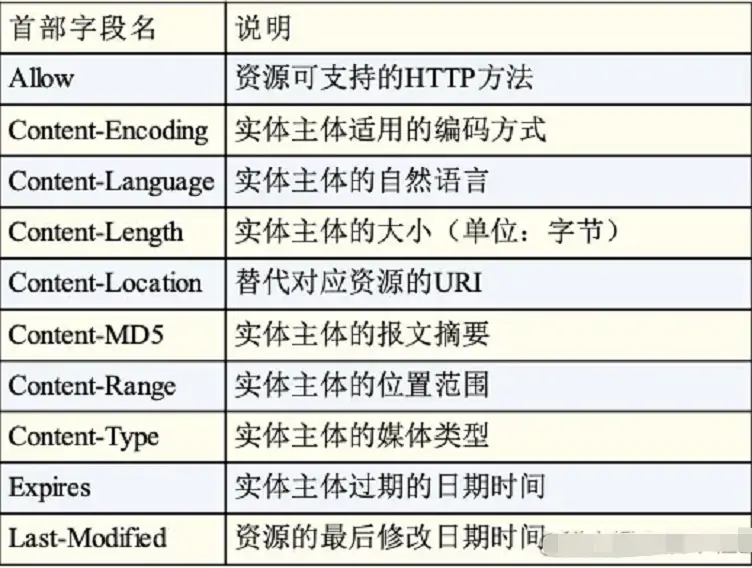 首部字段名 说明
Allow 资源可支持的HTTP方法
Content-Encoding 实体主体适用的编码方式
Content-Language 实体主体的自然语言
Content-Length 实体主体的大小（单位：字节）
Content-Location 替代对应资源的URI
Content-MD5 实体主体的报文摘要
Content-Range 实体主体的位置范围
Content-Type 实体主体的媒体类型
Expires 实体主体过期的日期时间
Last-Modified 资源的最后修改日期时间